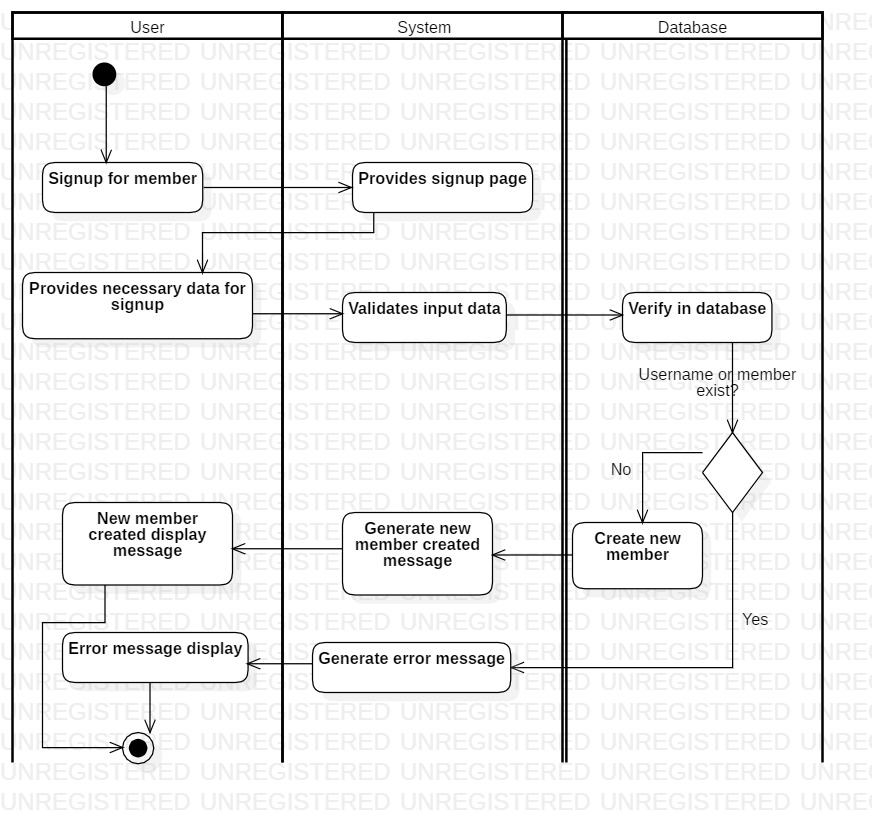 User
System
Database
Signup for member
Provides signup page
Provides necessary data for
signup
Validates input data
Verify in database
Username or member
exist?
No
New member
created display
message
Generate new
member created
message
Create new
member
Yes
Error message display
Generate error message
UNREGISTERED